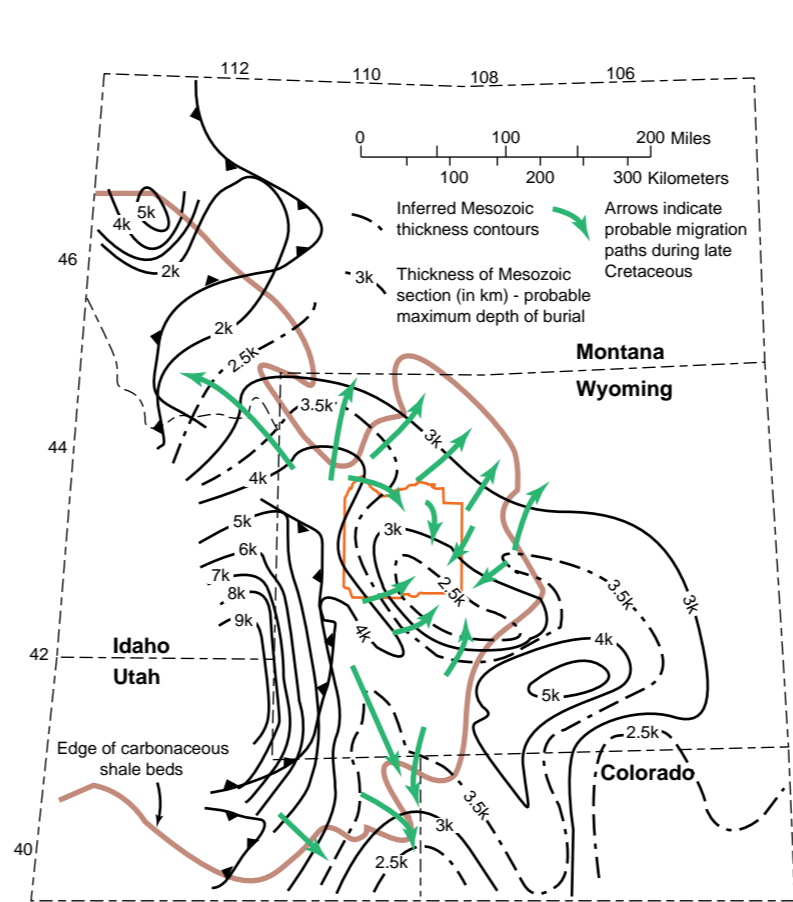 112
110
108
106
0
100
200 Miles
100
200
300 Kilometers
Inferred Mesozoic
thickness contours
Arrows indicate
probable migration
paths during late
Cretaceous
3k
Thickness of Mesozoic
section (in km) - probable
maximum depth of burial
5k
4k
46
2k
2k
2.5k
Montana
Wyoming
3.5k
3k
44
4k
5k
3k
6k
7k
8k
2.5k
3.5k
3k
9k
4k
4k
42
Idaho
Utah
5k
2.5k
Edge of carbonaceous
shale beds
Colorado
3.5k
3k
40
2.5k